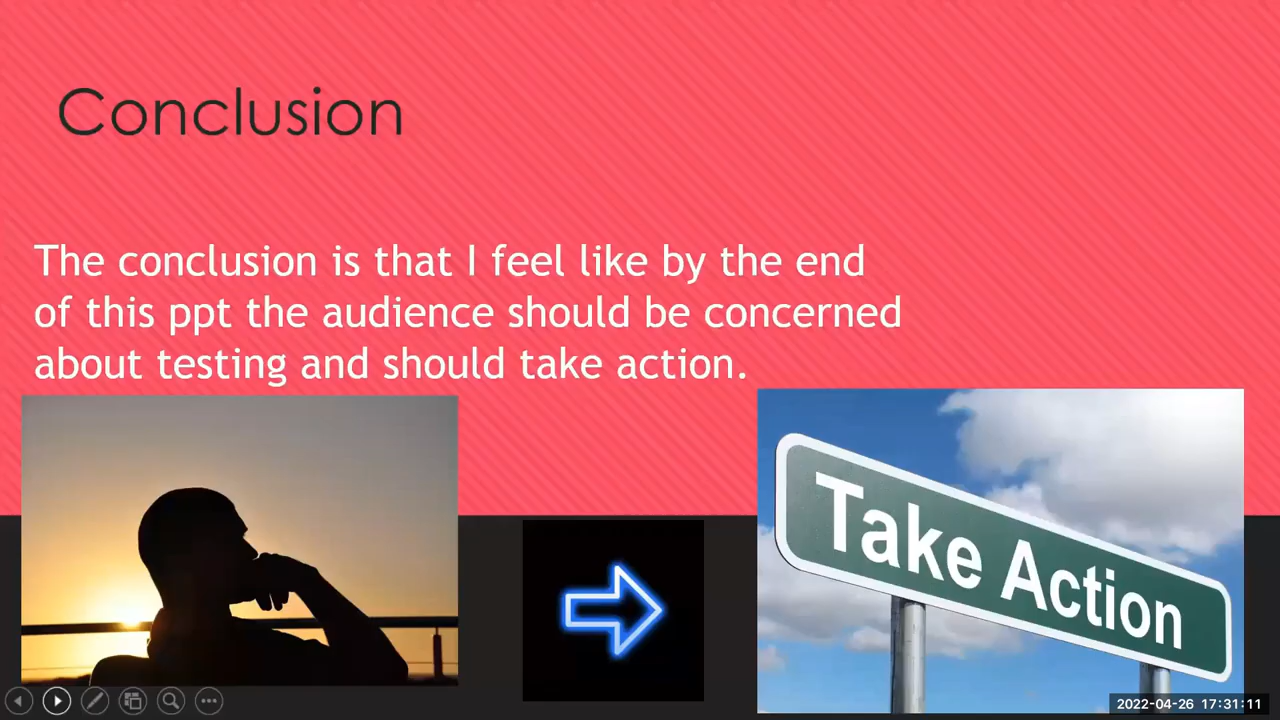 Conclusion
The conclusion is that I feel like by the end
of this ppt the audience should be concerned
about testing and should take action.
Take Action
2022-04-26 17:31:11